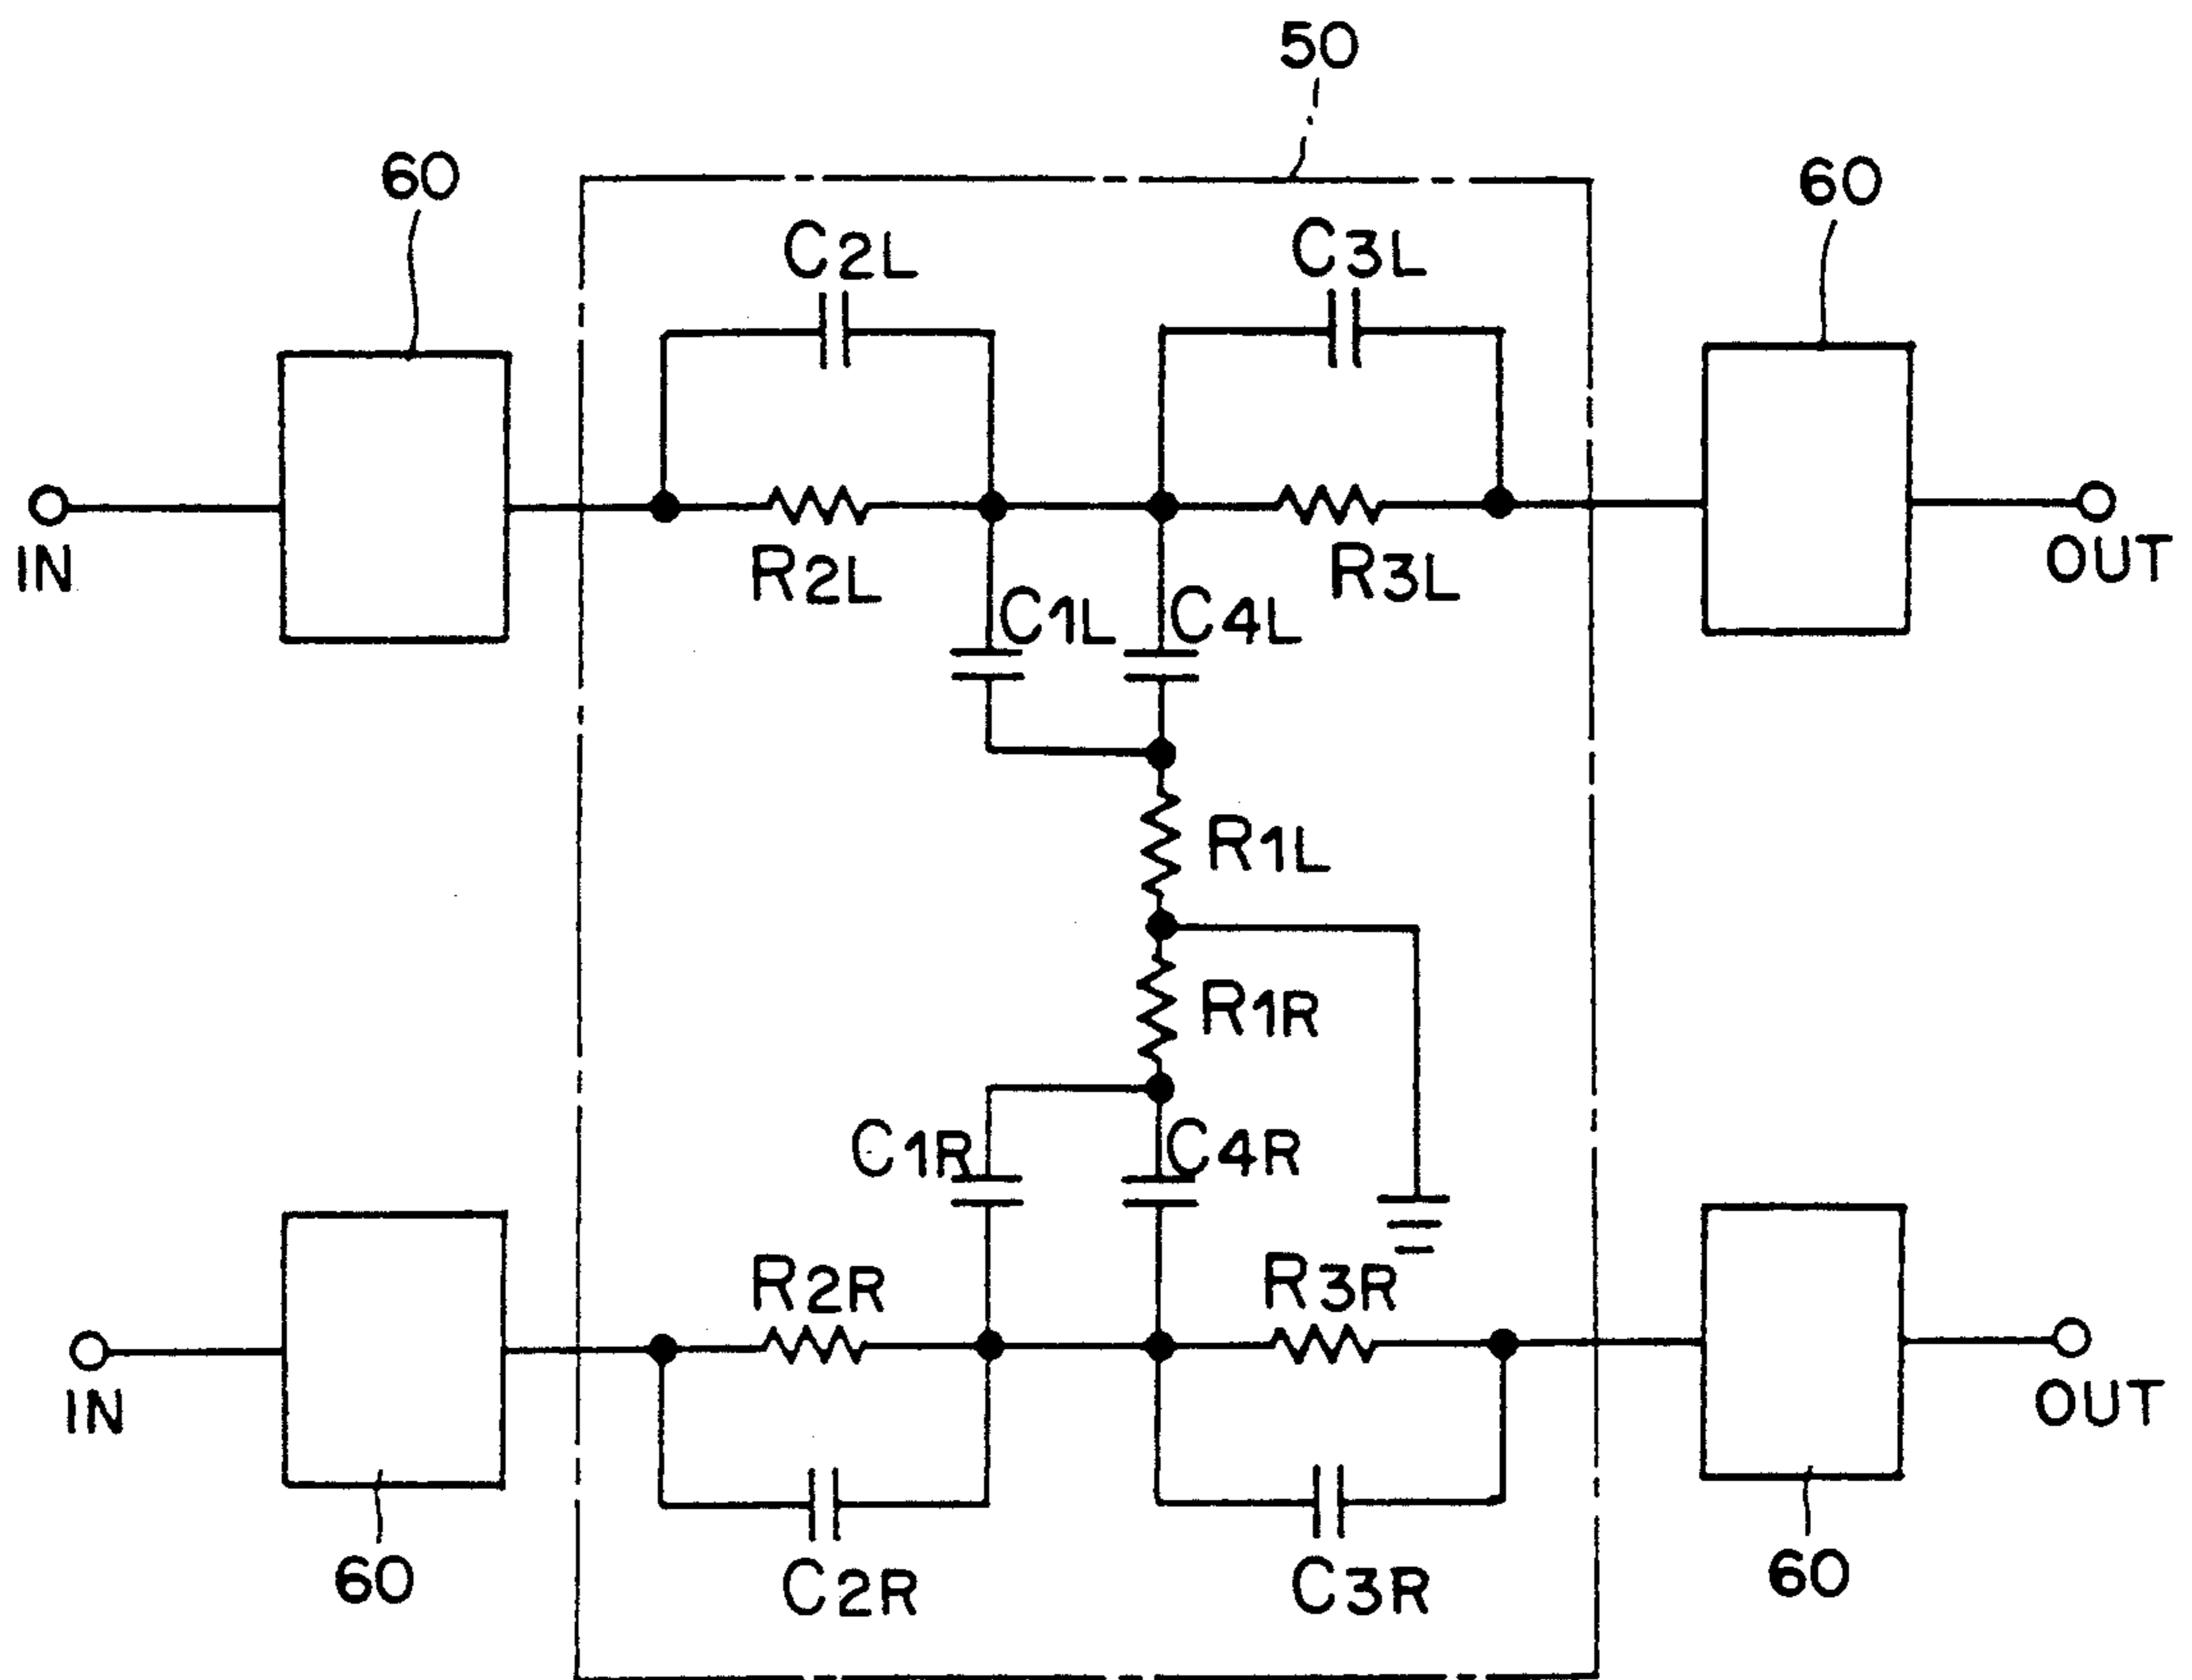 50
60
60
C2L
C3L
IN
R2L
R3L
OUT
C1L
C4L
R1L
R1R
C1R
C4R
R2R
R3R
IN
OUT
60
C2R
C3R
60